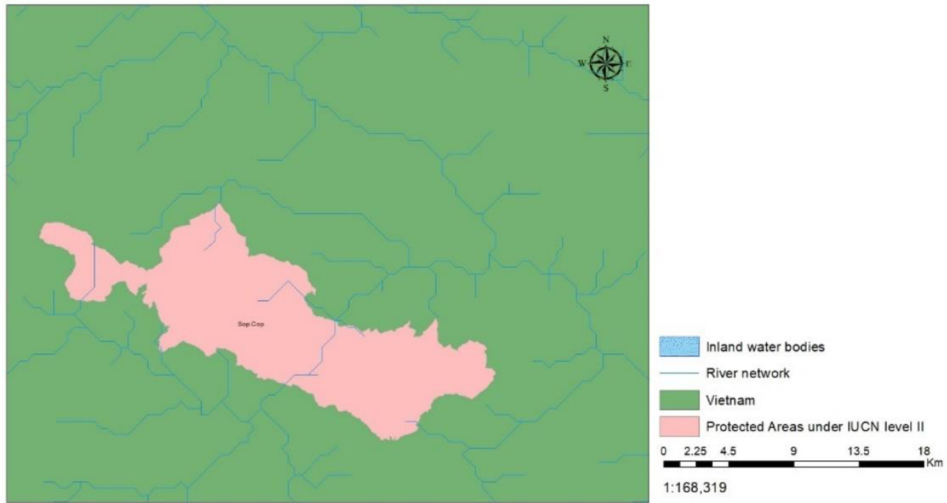 N
W E
S
Sop Cop
Inland water bodies
River network
Vietnam
Protected Areas under IUCN level II
0 2.25 4.5 9 13.5 18
Km
1:168,319